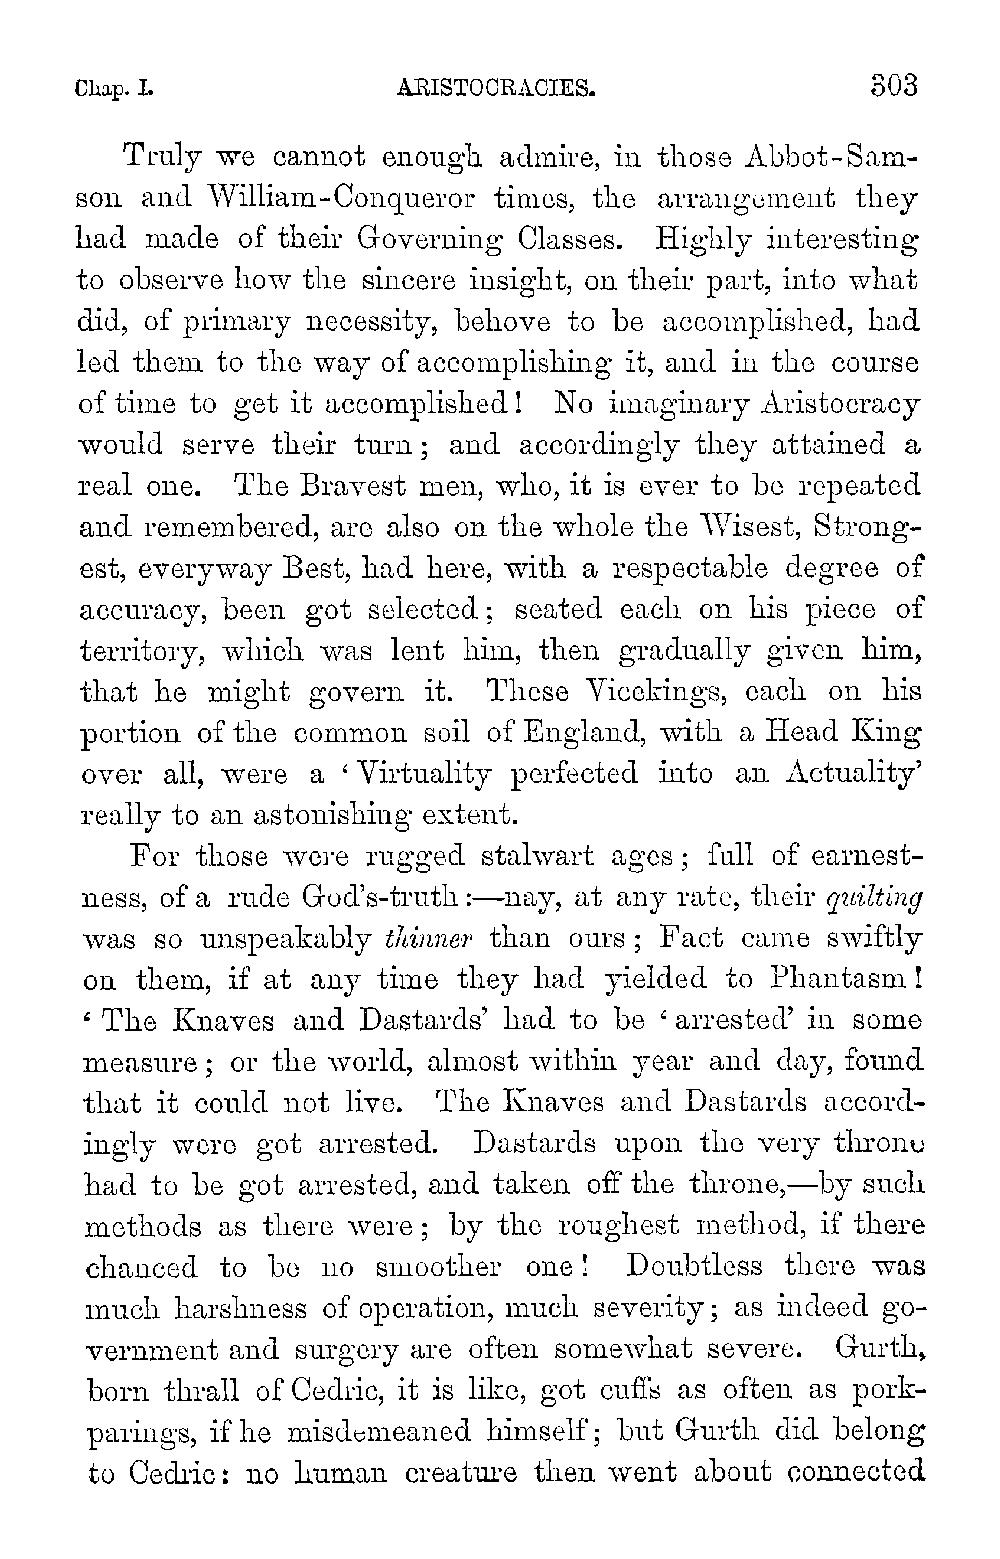 Chap. I. ARISTOCRACIES. 303
Truly we cannot enough admire, in those Abbot-Sam-
son and William-Conqueror times, the arrangement they
had made of their Governing Classes. Highly interesting
to observe how the sincere insight, on their part, into what
did, of primary necessity, behove to be accomplished, had
led them to the way of accomplishing it, and in the course
of time to get it accomplished! No imaginary Aristocracy
would serve their turn; and accordingly they attained a
real one. The Bravest men, who, it is ever to be repeated
and remembered, are also on the whole the Wisest, Strong-
est, everyway Best, had here, with a respectable degree of
accuracy, been got selected; seated each on his piece of
territory, which was lent him, then gradually given him,
that he might govern it. These Vicekings, each on his
portion of the common soil of England, with a Head King
over all, were a ‘Virtuality perfected into an Actuality’
really to an astonishing extent.
For those were rugged stalwart ages; full of earnest-
ness, of a rude God's-truth:—nay, at any rate, their quilting
was so unspeakably thinner than ours; Fact came swiftly
on them, if at any time they had yielded to Phantasm!
‘The Knaves and Dastards’ had to be ‘arrested’ in some
measure; or the world, almost within year and day, found
that it could not live. The Knaves and Dastards accord-
ingly were got arrested. Dastards upon the very throne
had to be got arrested, and taken off the throne,—by such
methods as there were; by the roughest method, if there
chanced to be no smoother one! Doubtless there was
much harshness of operation, much severity; as indeed go-
vernment and surgery are often somewhat severe. Gurth,
born thrall of Cedric, it is like, got cuffs as often as pork-
parings, if he misdemeaned himself; but Gurth did belong
to Cedric: no human creature then went about connected